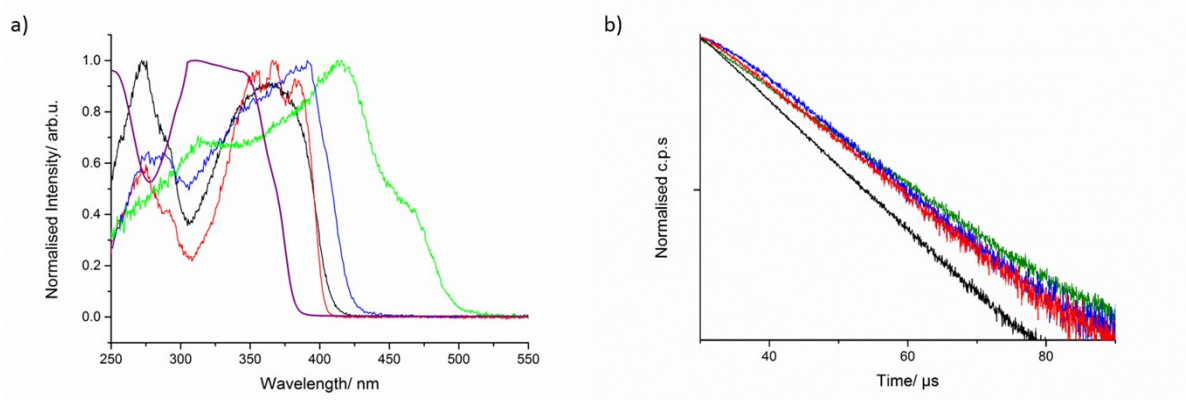 a)
Normalised Intensity/ arb.u.
1.0
0.8
0.6
0.4
0.2
0.0
250 300 350 400 450 500 550
Wavelength/ nm
b)
Normalised c.p.s
40 60 80
Time/ µs